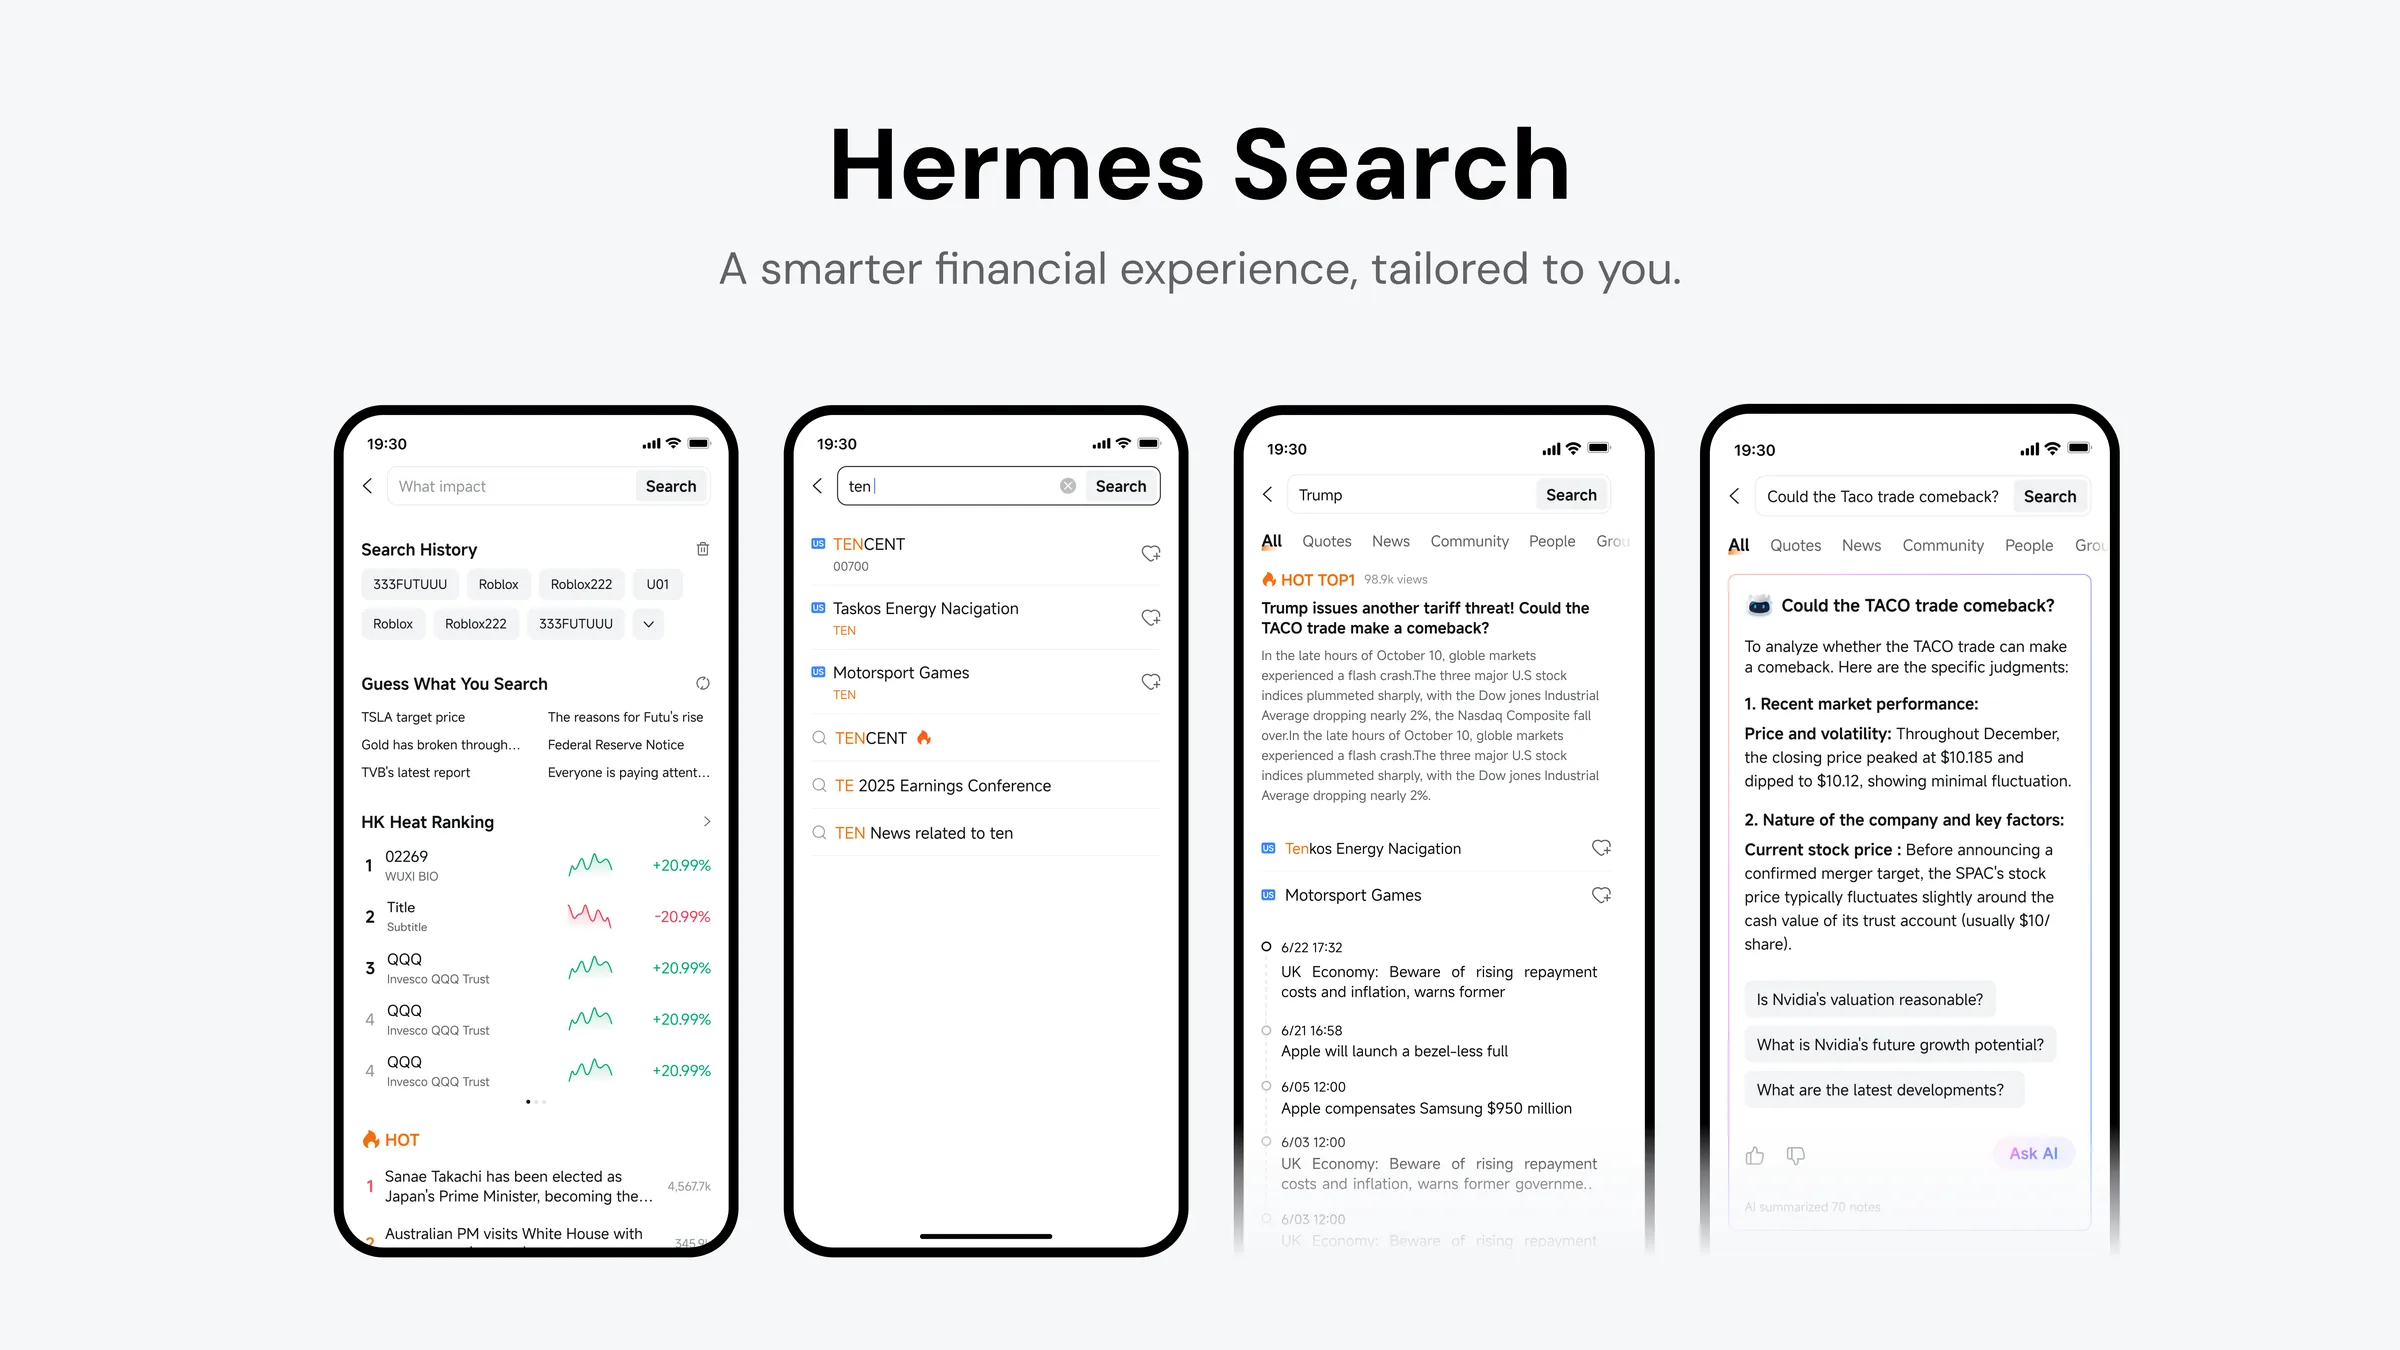 Hermes Search
A smarter financial experience, tailored to you.
19:30
What impact
Search
Search History
333FUTUUU
Roblox
Roblox222
U01
Roblox
Roblox222
333FUTUUU
Guess What You Search
TSLA target price
The reasons for Futu's rise
Gold has broken through...
Federal Reserve Notice
TVB's latest report
Everyone is paying attent...
HK Heat Ranking
1
02269
WUXI BIO
+20.99%
2
Title
Subtitle
-20.99%
3
QQQ
Invesco QQQ Trust
+20.99%
4
QQQ
Invesco QQQ Trust
+20.99%
4
QQQ
Invesco QQQ Trust
+20.99%
HOT
1
Sanae Takachi has been elected as
Japan's Prime Minister, becoming the...
4,567.7k
2
Australian PM visits White House with
345.9k
19:30
ten
Search
US
TENCENT
00700
US
Taskos Energy Nacigation
TEN
US
Motorsport Games
TEN
TENCENT
TE 2025 Earnings Conference
TEN News related to ten
19:30
Trump
Search
All
Quotes
News
Community
People
Grou
HOT TOP1
98.9k views
Trump issues another tariff threat! Could the
TACO trade make a comeback?
In the late hours of October 10, globle markets
experienced a flash crash.The three major U.S stock
indices plummeted sharply, with the Dow jones Industrial
Average dropping nearly 2%, the Nasdaq Composite fall
over.In the late hours of October 10, globle markets
experienced a flash crash.The three major U.S stock
indices plummeted sharply, with the Dow jones Industrial
Average dropping nearly 2%.
US
Tenkos Energy Nacigation
US
Motorsport Games
6/22 17:32
UK Economy: Beware of rising repayment
costs and inflation, warns former
6/21 16:58
Apple will launch a bezel-less full
6/05 12:00
Apple compensates Samsung $950 million
6/03 12:00
UK Economy: Beware of rising repayment
costs and inflation, warns former governme..
6/03 12:00
UK Economy: Beware of rising repayment
19:30
Could the Taco trade comeback?
Search
All
Quotes
News
Community
People
Grou
Could the TACO trade comeback?
To analyze whether the TACO trade can make
a comeback. Here are the specific judgments:
1. Recent market performance:
Price and volatility: Throughout December,
the closing price peaked at $10.185 and
dipped to $10.12, showing minimal fluctuation.
2. Nature of the company and key factors:
Current stock price : Before announcing a
confirmed merger target, the SPAC's stock
price typically fluctuates slightly around the
cash value of its trust account (usually $10/
share).
Is Nvidia's valuation reasonable?
What is Nvidia's future growth potential?
What are the latest developments?
Ask AI
AI summarized 70 notes